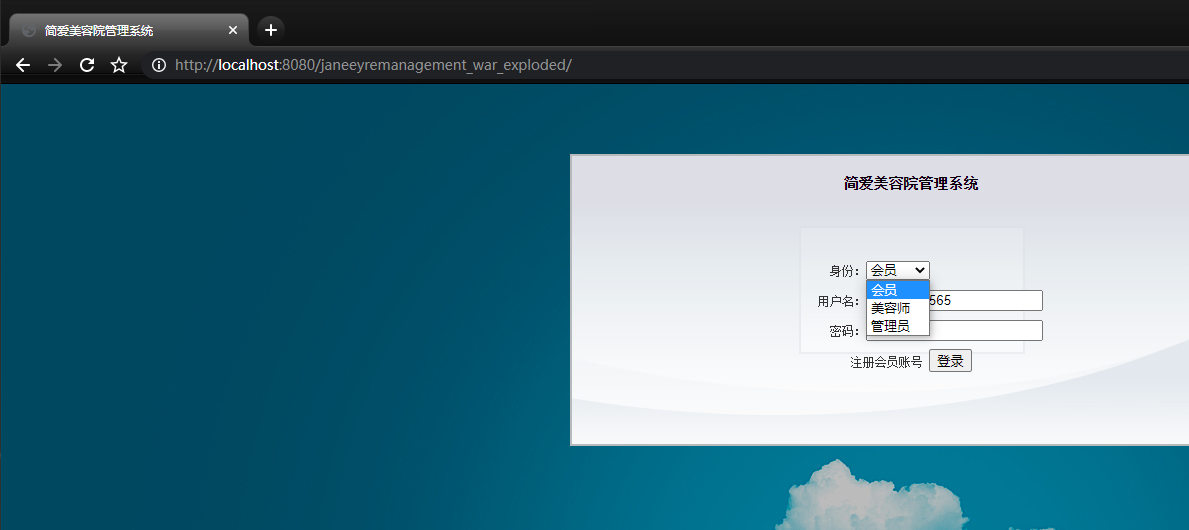 简爱美容院管理系统
http://localhost:8080/janeeyremanagement_war_exploded/
简爱美容院管理系统
身份： 会员
会员
用户名： 565
美容师
管理员
密码：
注册会员账号 登录